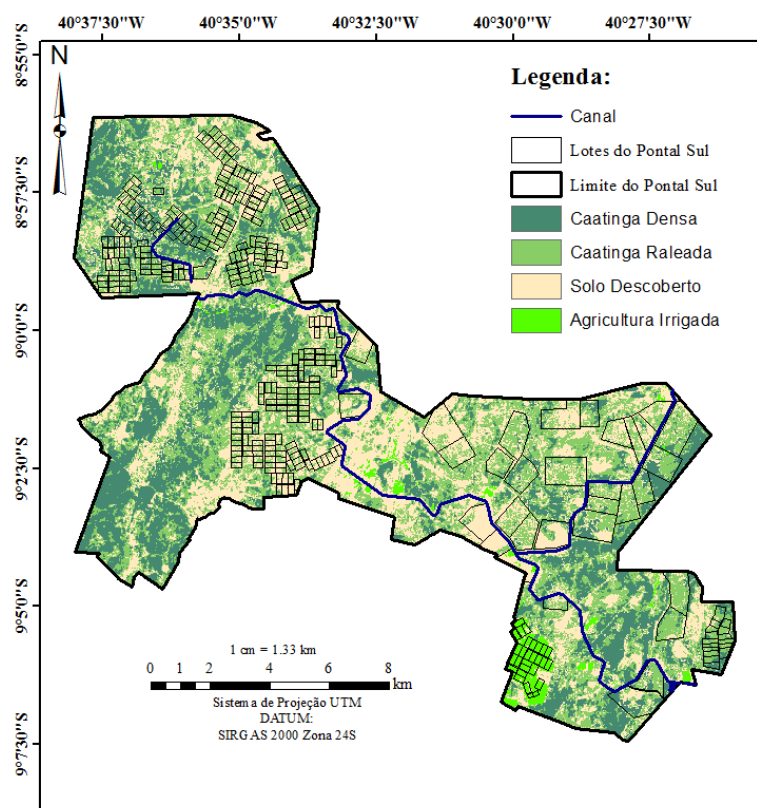 40°37'30"S 40°35'0"S 40°32'30"S 40°30'0"S 40°27'30"S
8°55'0"S
8°57'30"S
9°0'0"S
9°2'30"S
9°5'0"S
9°7'30"S
N
Legenda:
Canal
Lotes do Pontal Sul
Limite do Pontal Sul
Caatinga Densa
Caatinga Raleada
Solo Descoberto
Agricultura Irrigada
1 cm = 1.33 km
0 1 2 4 6 8
km
Sistema de Projeção UTM
DATUM:
SIRGAS 2000 Zona 24S